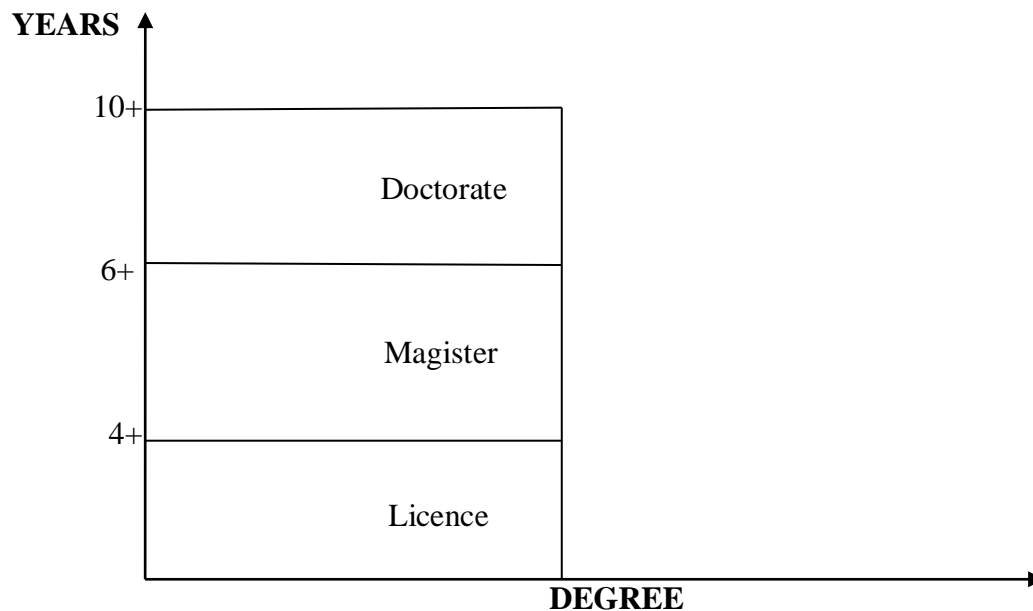 YEARS
10+
Doctorate
6+
Magister
4+
Licence
DEGREE